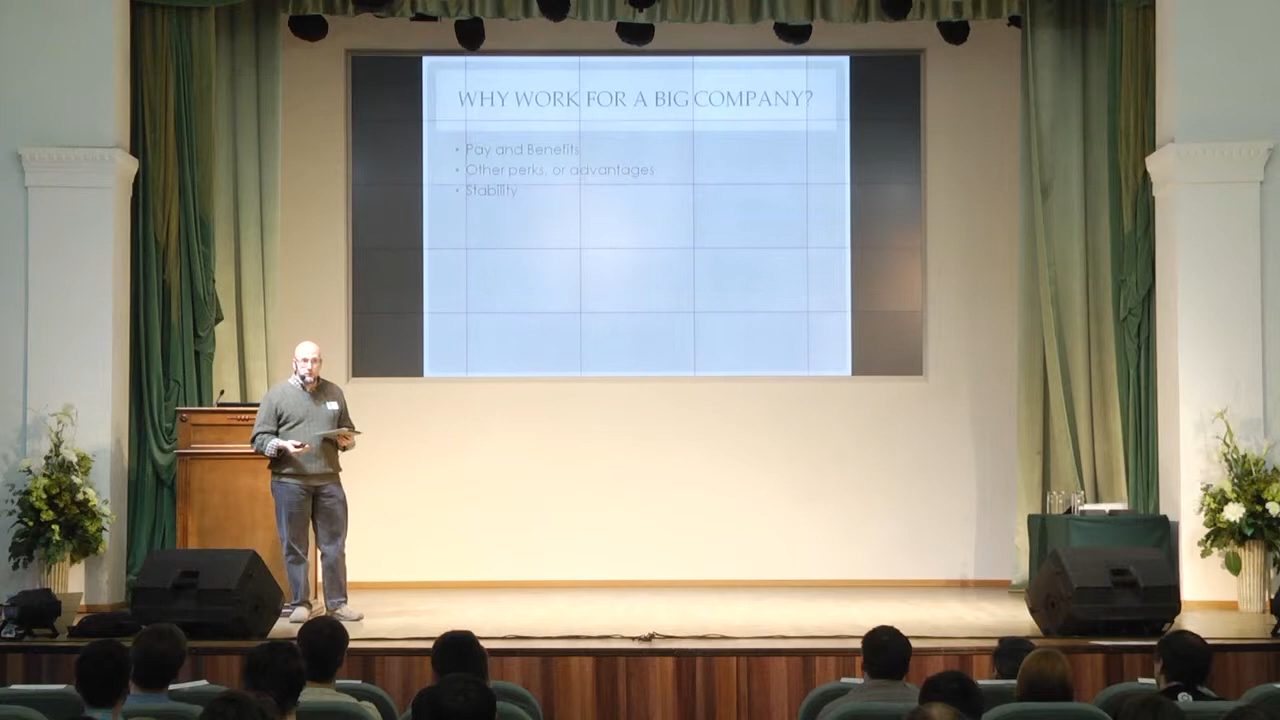 WHY WORK FOR A BIG COMPANY?
• Pay and Benefits
• Other perks, or advantages
• Stability